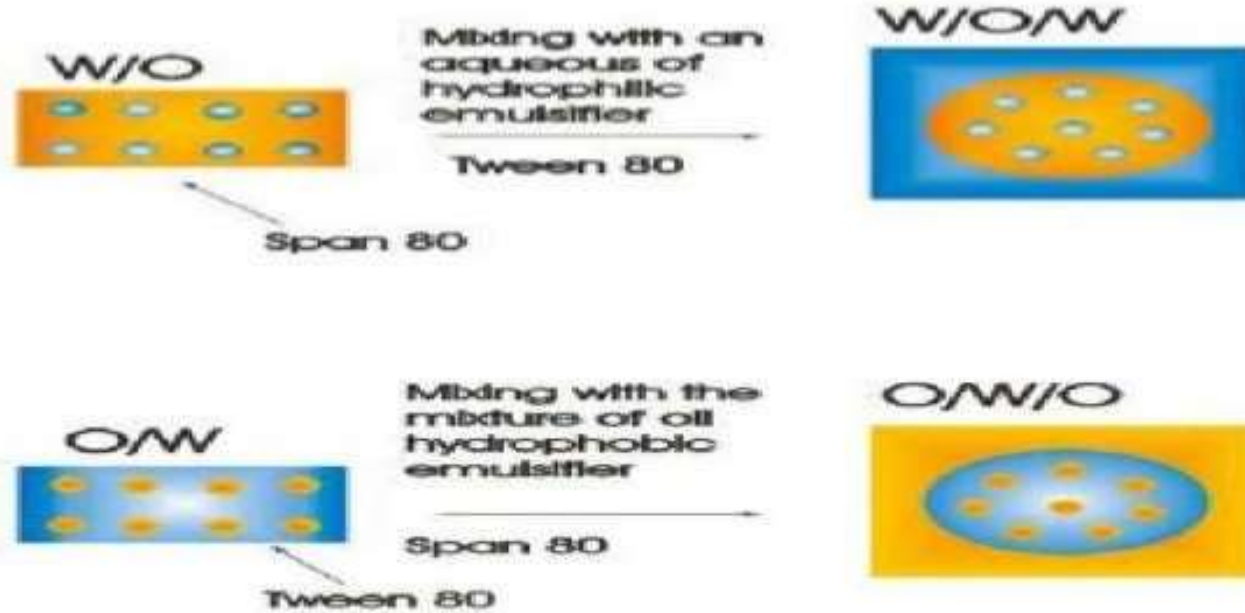 W/O
Mixing with an
aqueous of
hydrophilic
emulsifier
Tween 80
Span 80
W/O/W
O/W
Mixing with the
mixture of oil
hydrophobic
emulsifier
Span 80
Tween 80
O/W/O